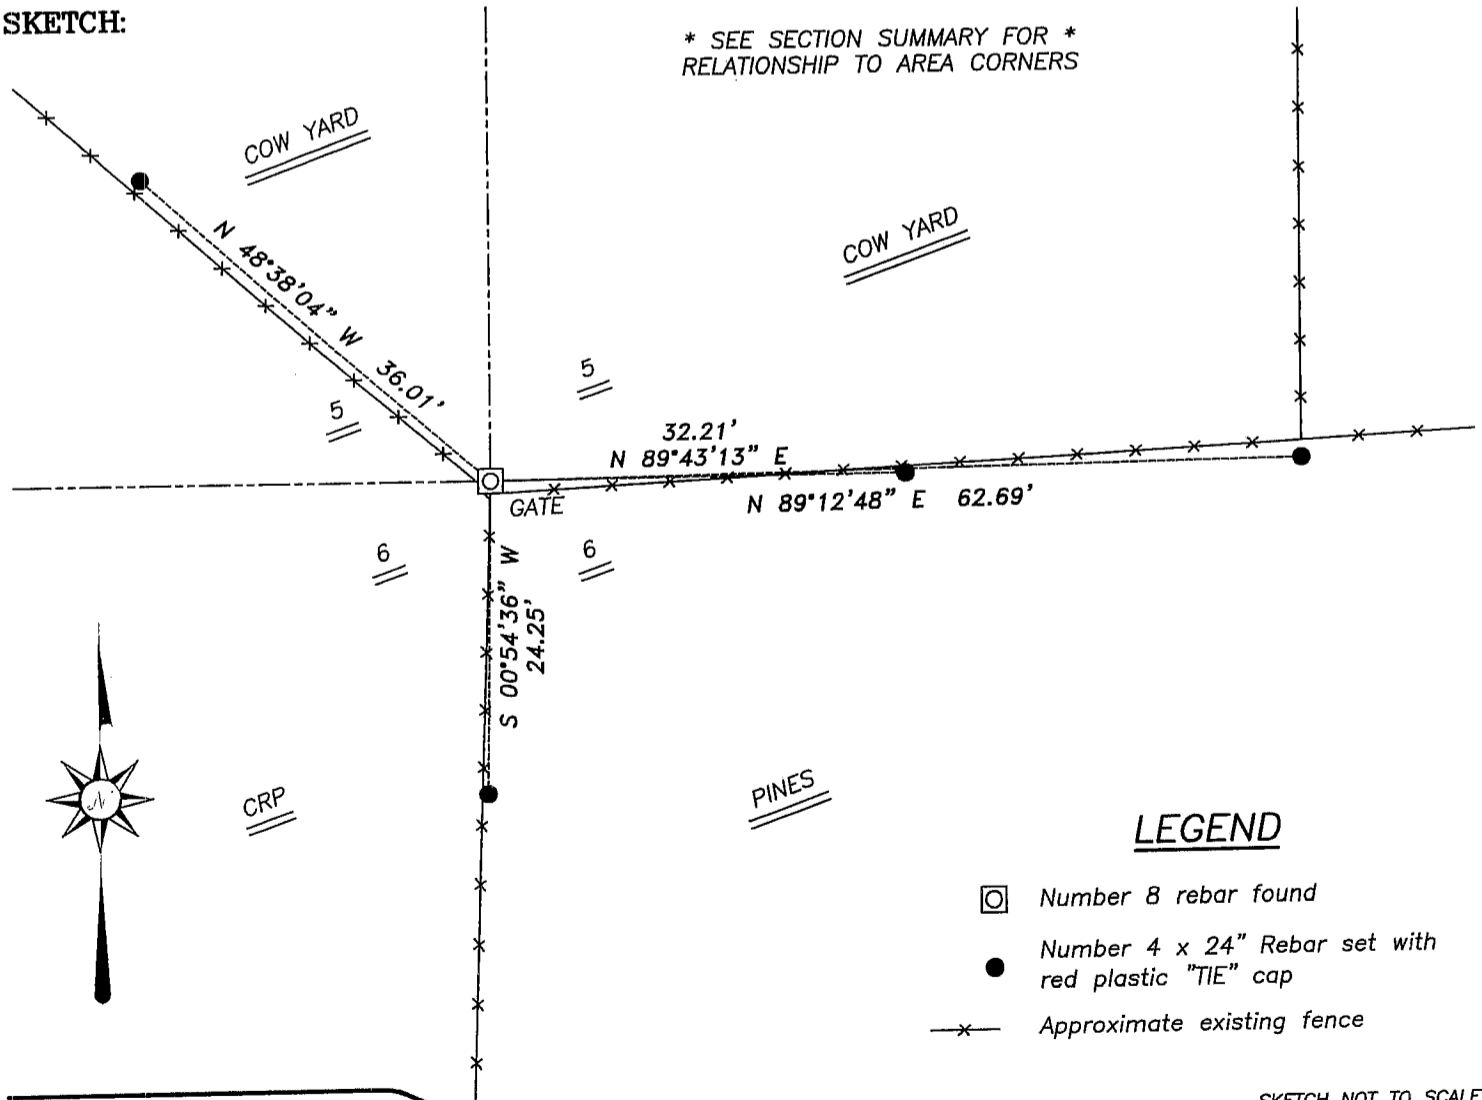 SKETCH:
* SEE SECTION SUMMARY FOR *
RELATIONSHIP TO AREA CORNERS
COW YARD
COW YARD
N 48°38'04" W 36.01'
5
5
32.21'
N 89°43'13" E
GATE
N 89°12'48" E 62.69'
6
6
S 00°54'36" W
24.25'
N
CRP
PINES
LEGEND
Number 8 rebar found
Number 4 x 24" Rebar set with
red plastic "TIE" cap
Approximate existing fence
SKETCH NOT TO SCALE